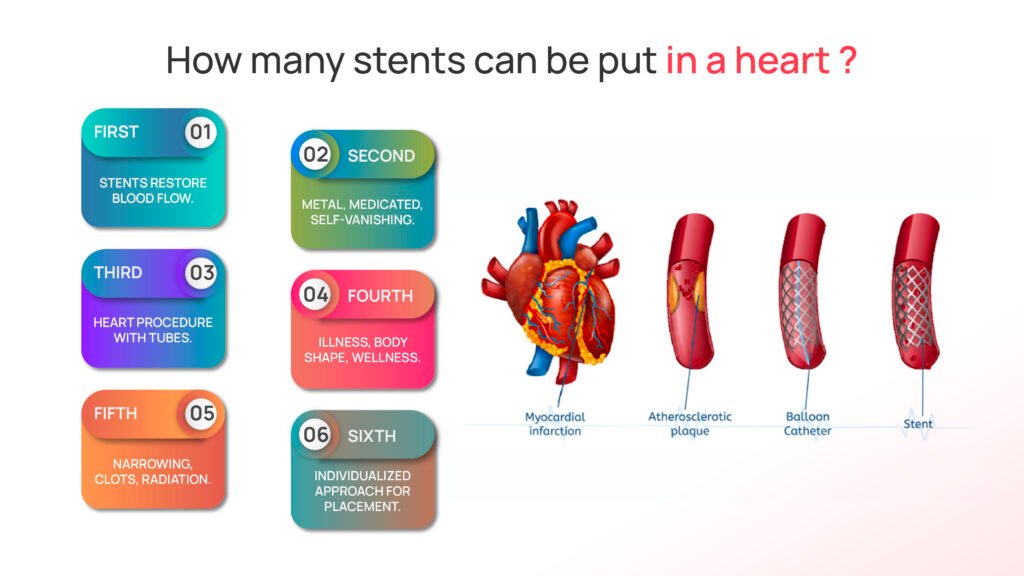 How many stents can be put in a heart ?
FIRST 01
STENTS RESTORE
BLOOD FLOW.
02 SECOND
METAL, MEDICATED,
SELF-VANISHING.
THIRD 03
HEART PROCEDURE
WITH TUBES.
04 FOURTH
ILLNESS, BODY
SHAPE, WELLNESS.
FIFTH 05
NARROWING,
CLOTS, RADIATION.
06 SIXTH
INDIVIDUALIZED
APPROACH FOR
PLACEMENT.
Myocardial
infarction
Atherosclerotic
plaque
Balloon
Catheter
Stent